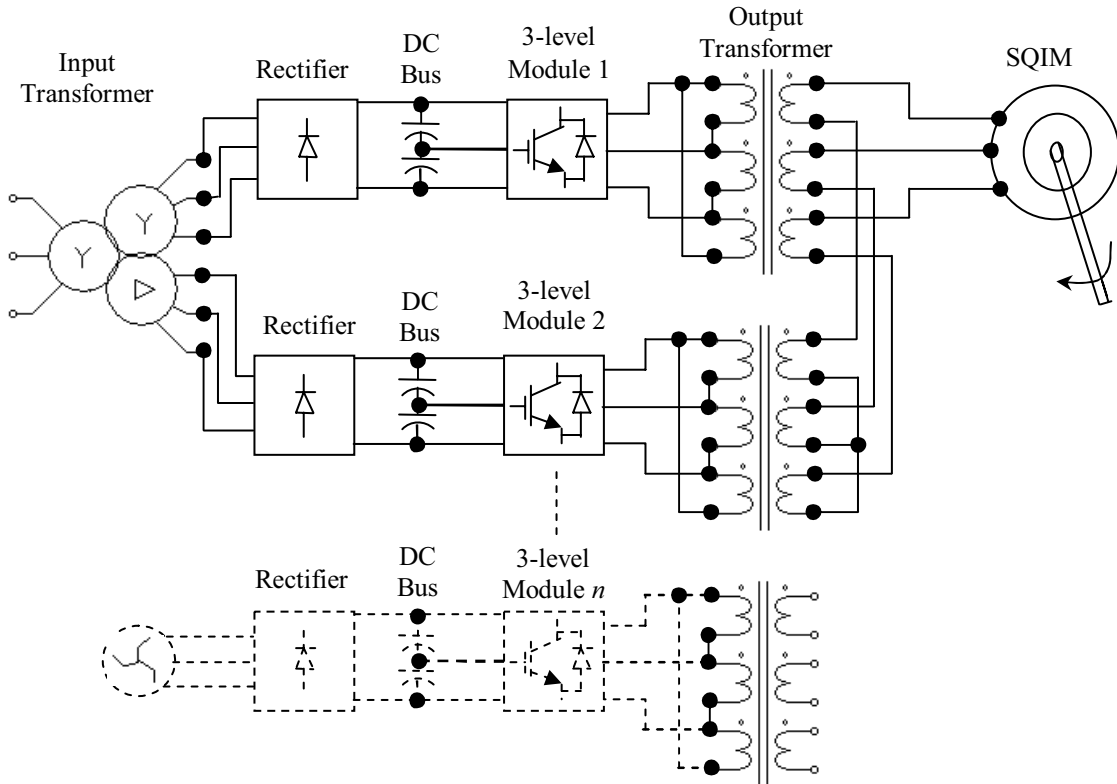 Input
Transformer
Rectifier
DC
Bus
3-level
Module 1
Output
Transformer
SQIM
Y
Y
Rectifier
DC
Bus
3-level
Module 2
Rectifier
DC
Bus
3-level
Module n